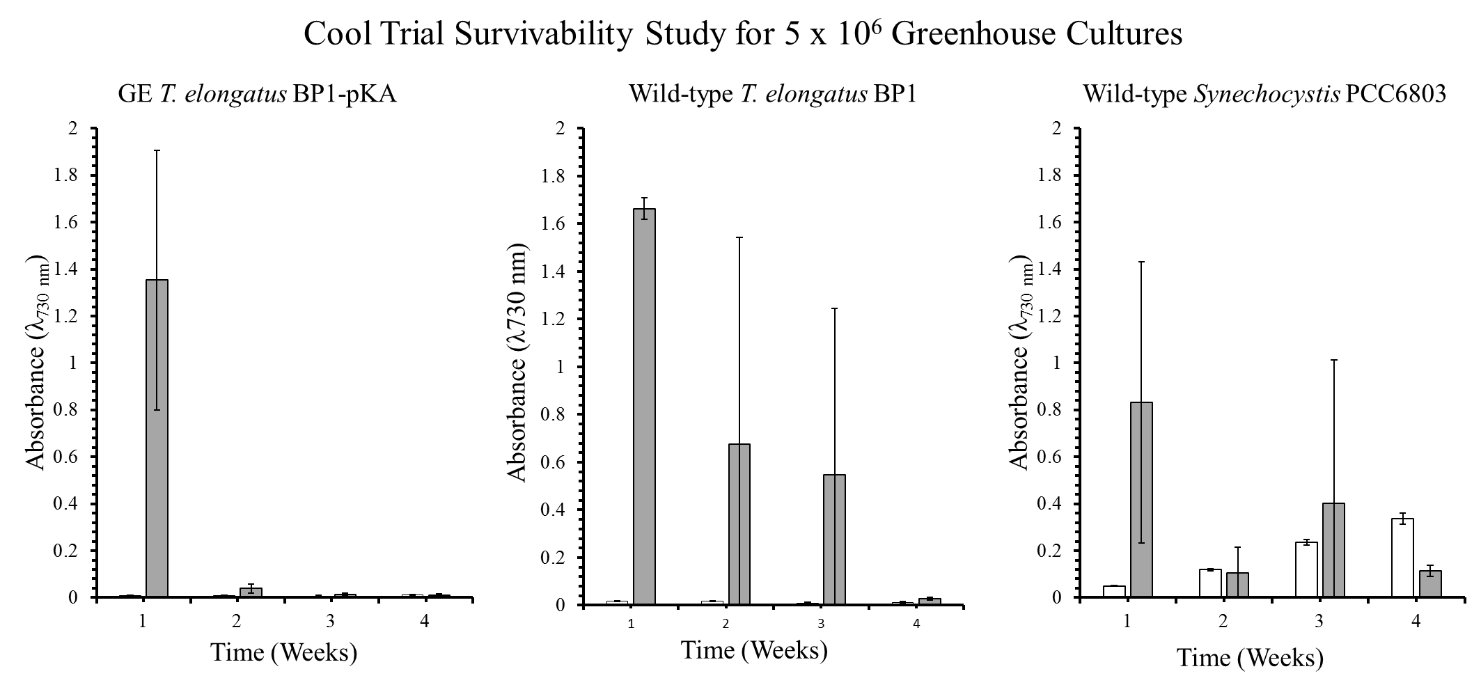 Cool Trial Survivability Study for 5 x 10⁶ Greenhouse Cultures
GE T. elongatus BP1-pKA
Absorbance (λ730 nm)
2
1.8
1.6
1.4
1.2
1
0.8
0.6
0.4
0.2
0
1 2 3 4
Time (Weeks)
Wild-type T. elongatus BP1
Absorbance (λ730 nm)
2
1.8
1.6
1.4
1.2
1
0.8
0.6
0.4
0.2
0
1 2 3 4
Time (Weeks)
Wild-type Synechocystis PCC6803
Absorbance (λ730 nm)
2
1.8
1.6
1.4
1.2
1
0.8
0.6
0.4
0.2
0
1 2 3 4
Time (Weeks)